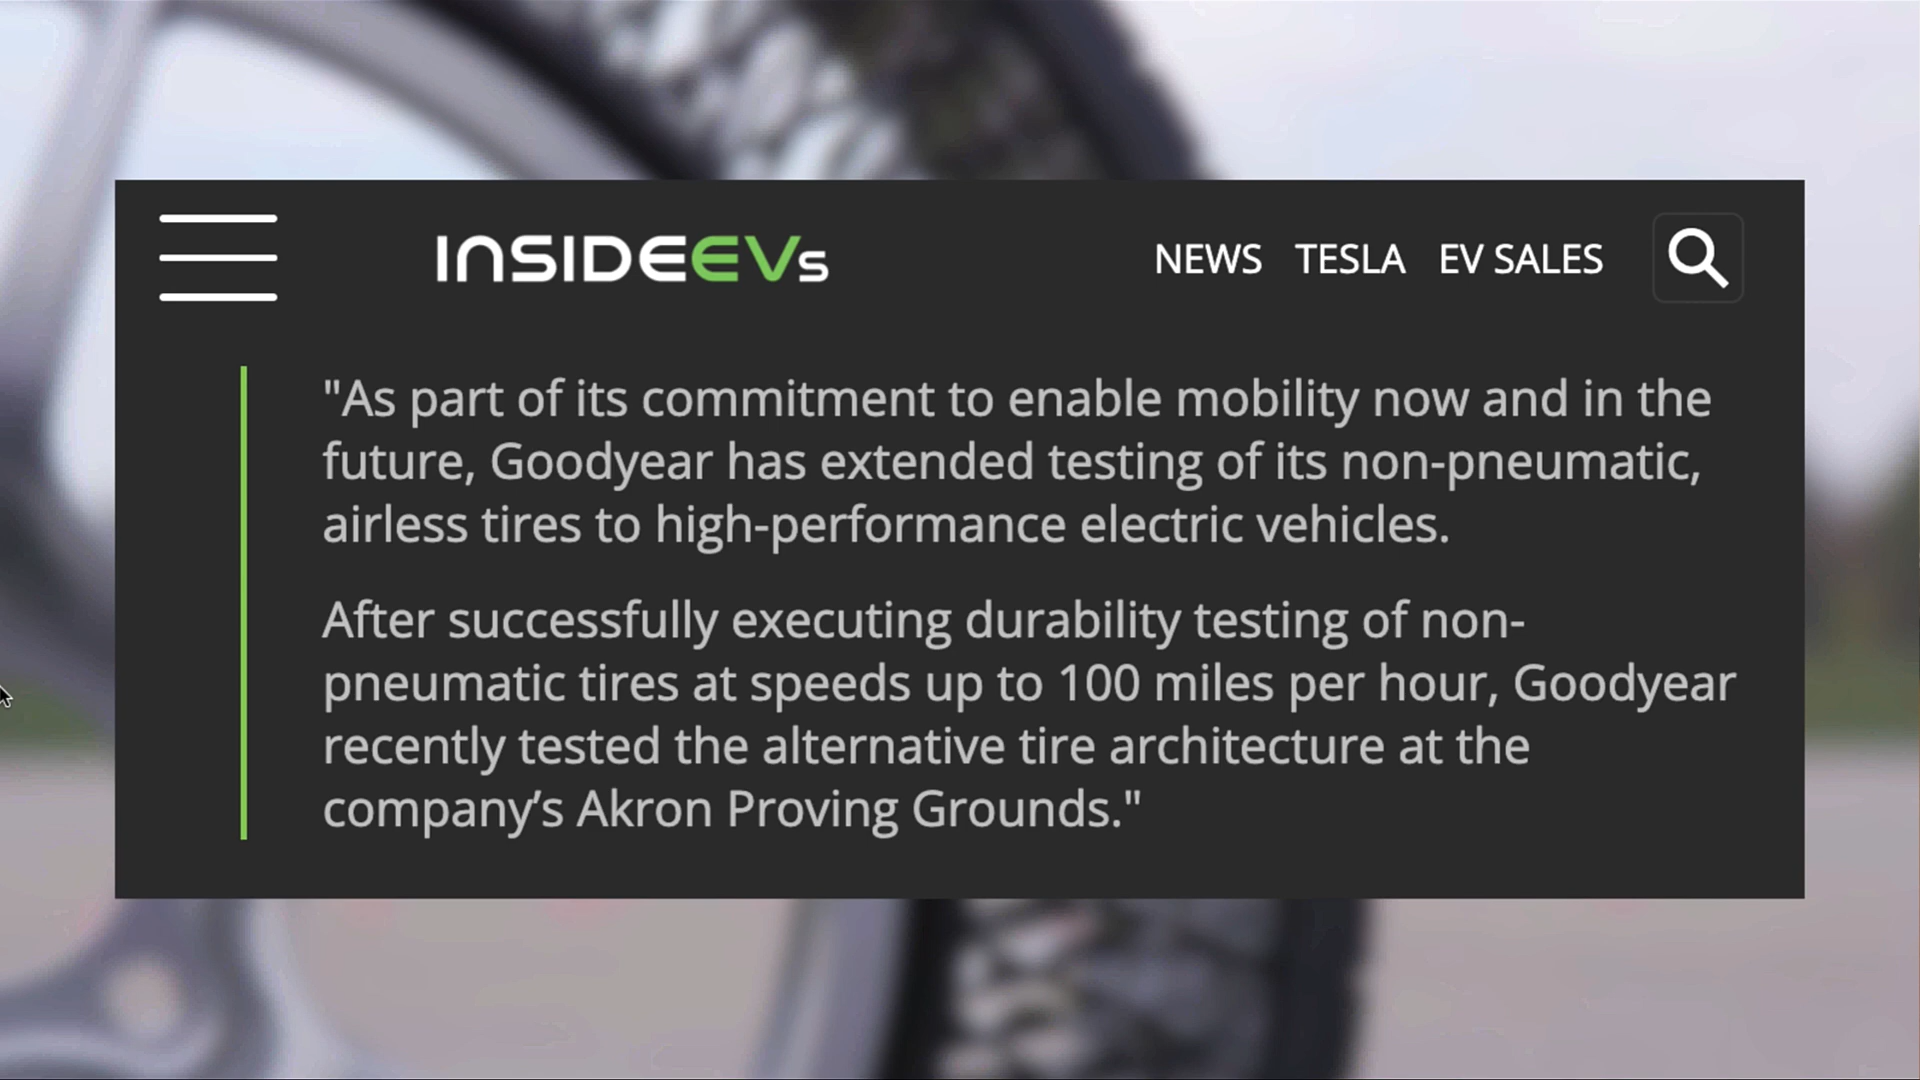 INSIDEEVs
NEWS TESLA EV SALES
"As part of its commitment to enable mobility now and in the
future, Goodyear has extended testing of its non-pneumatic,
airless tires to high-performance electric vehicles.
After successfully executing durability testing of non-
pneumatic tires at speeds up to 100 miles per hour, Goodyear
recently tested the alternative tire architecture at the
company’s Akron Proving Grounds."